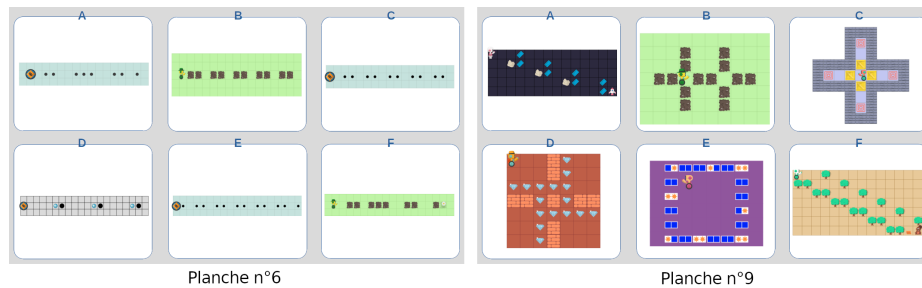 A B C
D E F
Planche n°6
A B C
D E F
Planche n°9